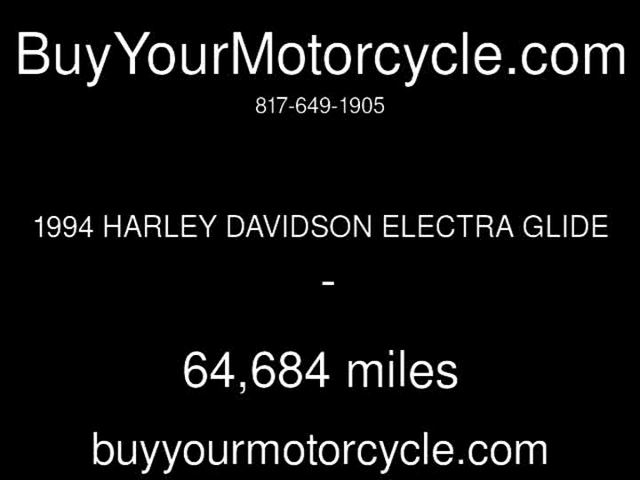 BuyYourMotorcycle.com
817-649-1905
1994 HARLEY DAVIDSON ELECTRA GLIDE
-
64,684 miles
buyyourmotorcycle.com